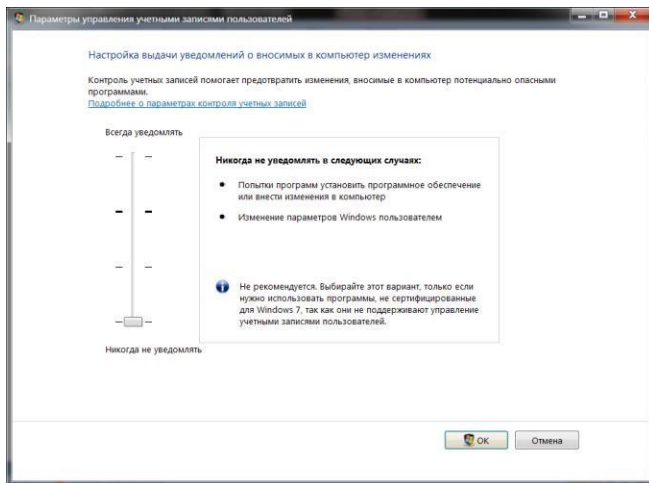 Параметры управления учетными записями пользователей
Настройка выдачи уведомлений о вносимых в компьютер изменениях
Контроль учетных записей помогает предотвратить изменения, вносимые в компьютер потенциально опасными
программами.
Подробнее о параметрах контроля учетных записей
Всегда уведомлять
Никогда не уведомлять в следующих случаях:
Попытки программ установить программное обеспечение
или внести изменения в компьютер
Изменение параметров Windows пользователем
Не рекомендуется. Выбирайте этот вариант, только если
нужно использовать программы, не сертифицированные
для Windows 7, так как они не поддерживают управление
учетными записями пользователей.
Никогда не уведомлять
OK
Отмена